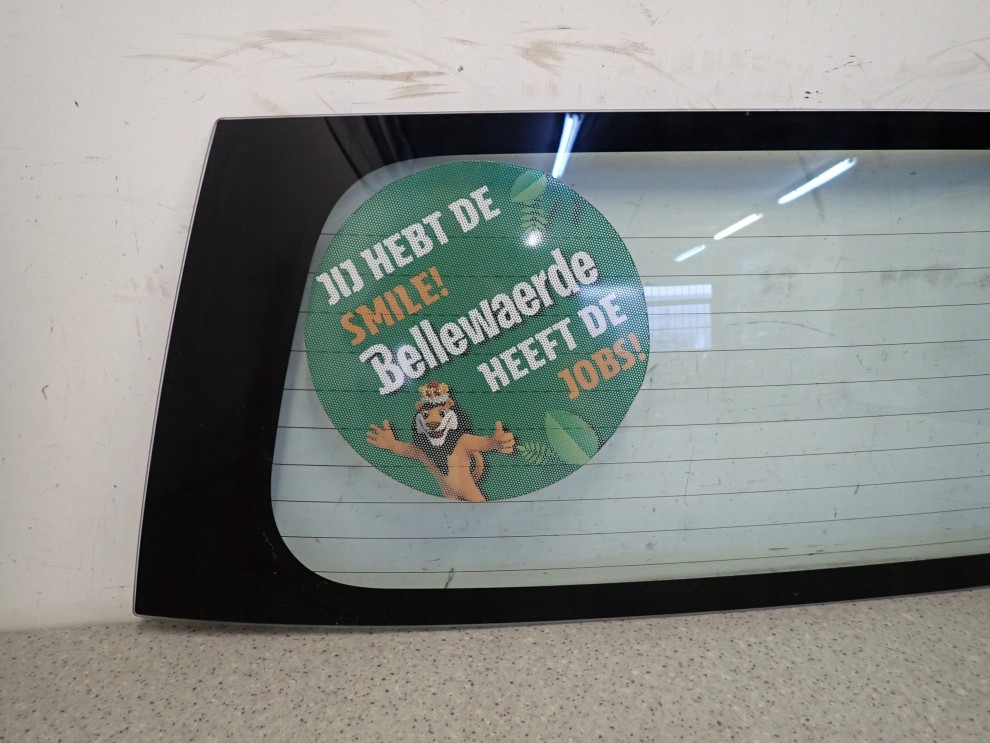 JIJ HEBT DE
SMILE!
Bellewaerde
HEEFT DE
JOBS!